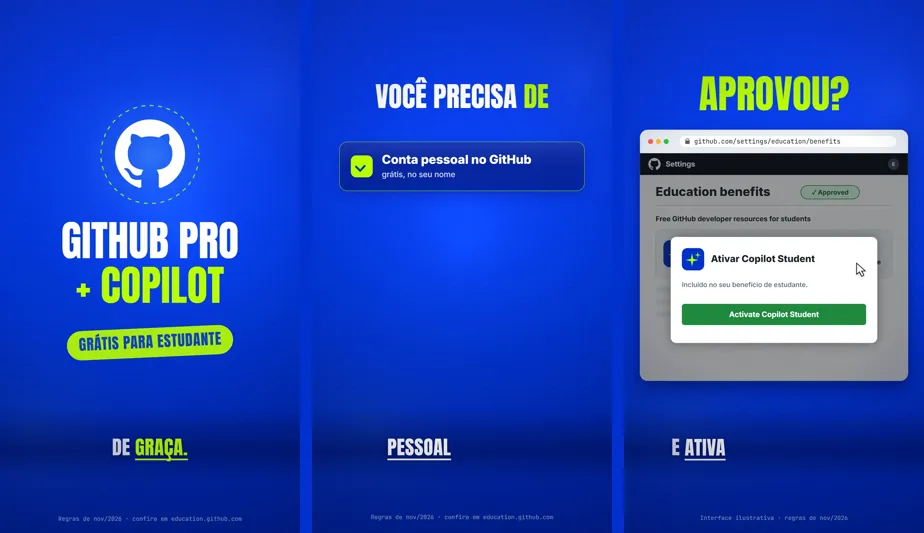 GITHUB PRO
+ COPILOT
GRÁTIS PARA ESTUDANTE
DE GRAÇA.
Regras de nov/2026 · confira em education.github.com
VOCÊ PRECISA DE
Conta pessoal no GitHub
grátis, no seu nome
PESSOAL
Regras de nov/2026 · confira em education.github.com
APROVOU?
github.com/settings/education/benefits
Settings
E
Education benefits
✓ Approved
Free GitHub developer resources for students
Ativar Copilot Student
Incluído no seu benefício de estudante.
Activate Copilot Student
E ATIVA
Interface ilustrativa · regras de nov/2026